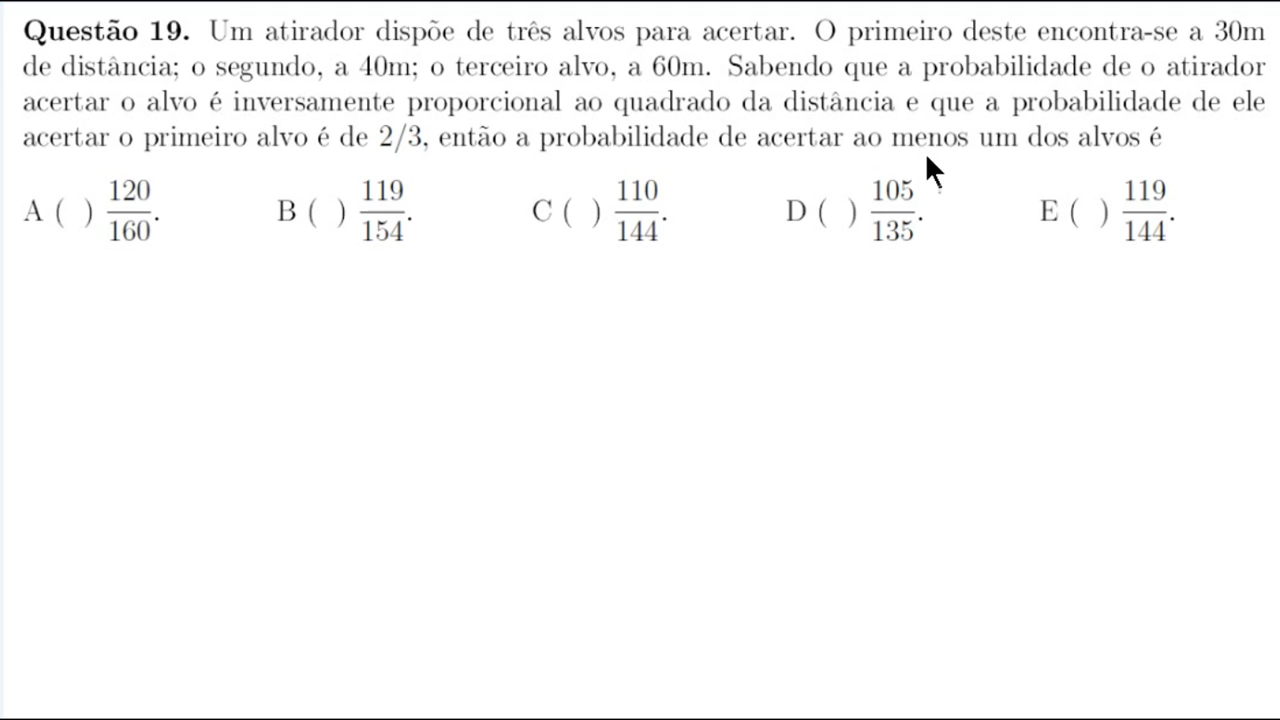 Questão 19. Um atirador dispõe de três alvos para acertar. O primeiro deste encontra-se a 30m
de distância; o segundo, a 40m; o terceiro alvo, a 60m. Sabendo que a probabilidade de o atirador
acertar o alvo é inversamente proporcional ao quadrado da distância e que a probabilidade de ele
acertar o primeiro alvo é de 2/3, então a probabilidade de acertar ao menos um dos alvos é
A ( ) 120/160. B ( ) 119/154. C ( ) 110/144. D ( ) 105/135. E ( ) 119/144.